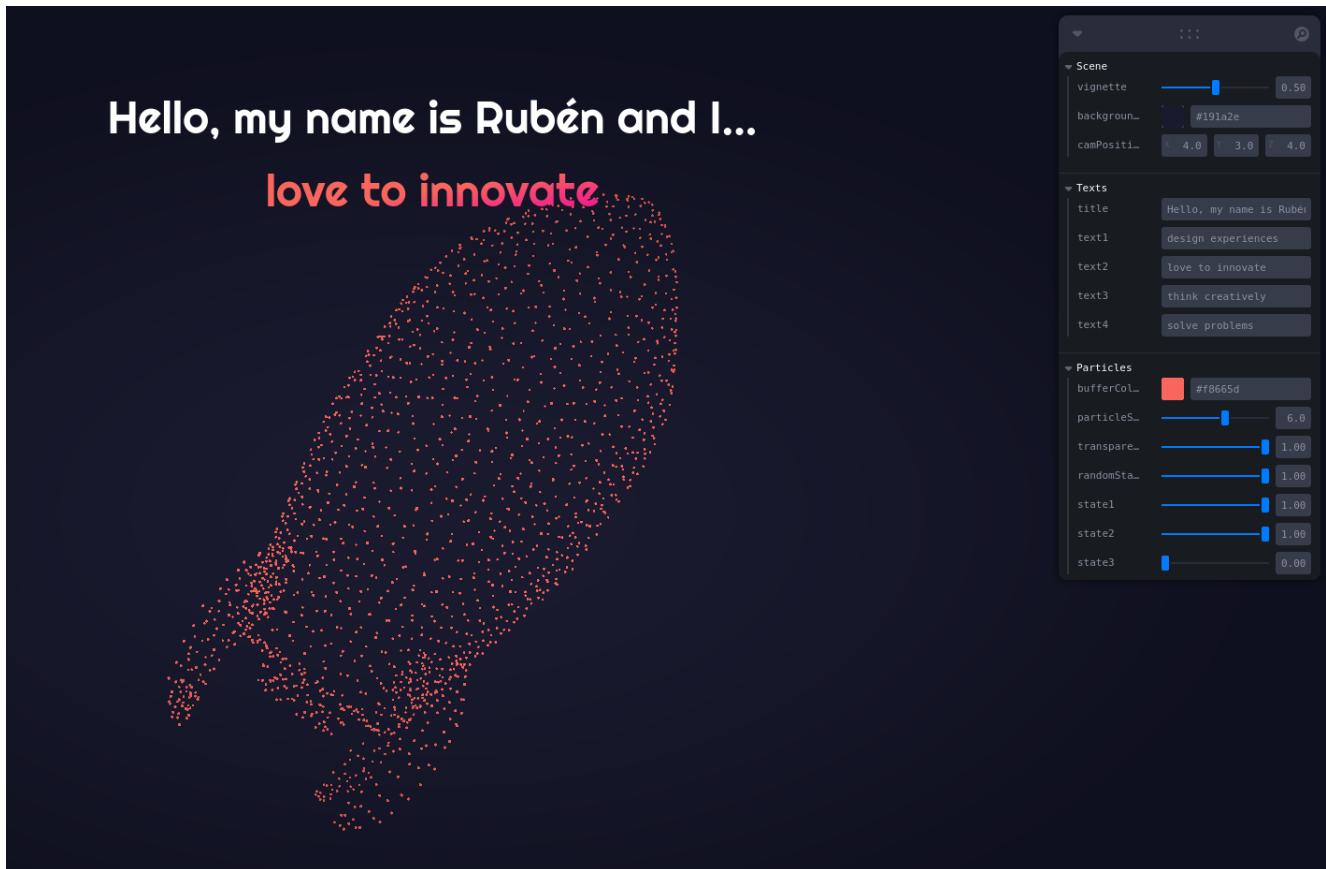 Hello, my name is Rubén and I...
love to innovate
Scene
vignette 0.50
backgroun... #191a2e
camPositi... X 4.0 Y 3.0 Z 4.0
Texts
title Hello, my name is Rubé
text1 design experiences
text2 love to innovate
text3 think creatively
text4 solve problems
Particles
bufferCol... #f8665d
particleS... 6.0
transpare... 1.00
randomSta... 1.00
state1 1.00
state2 1.00
state3 0.00